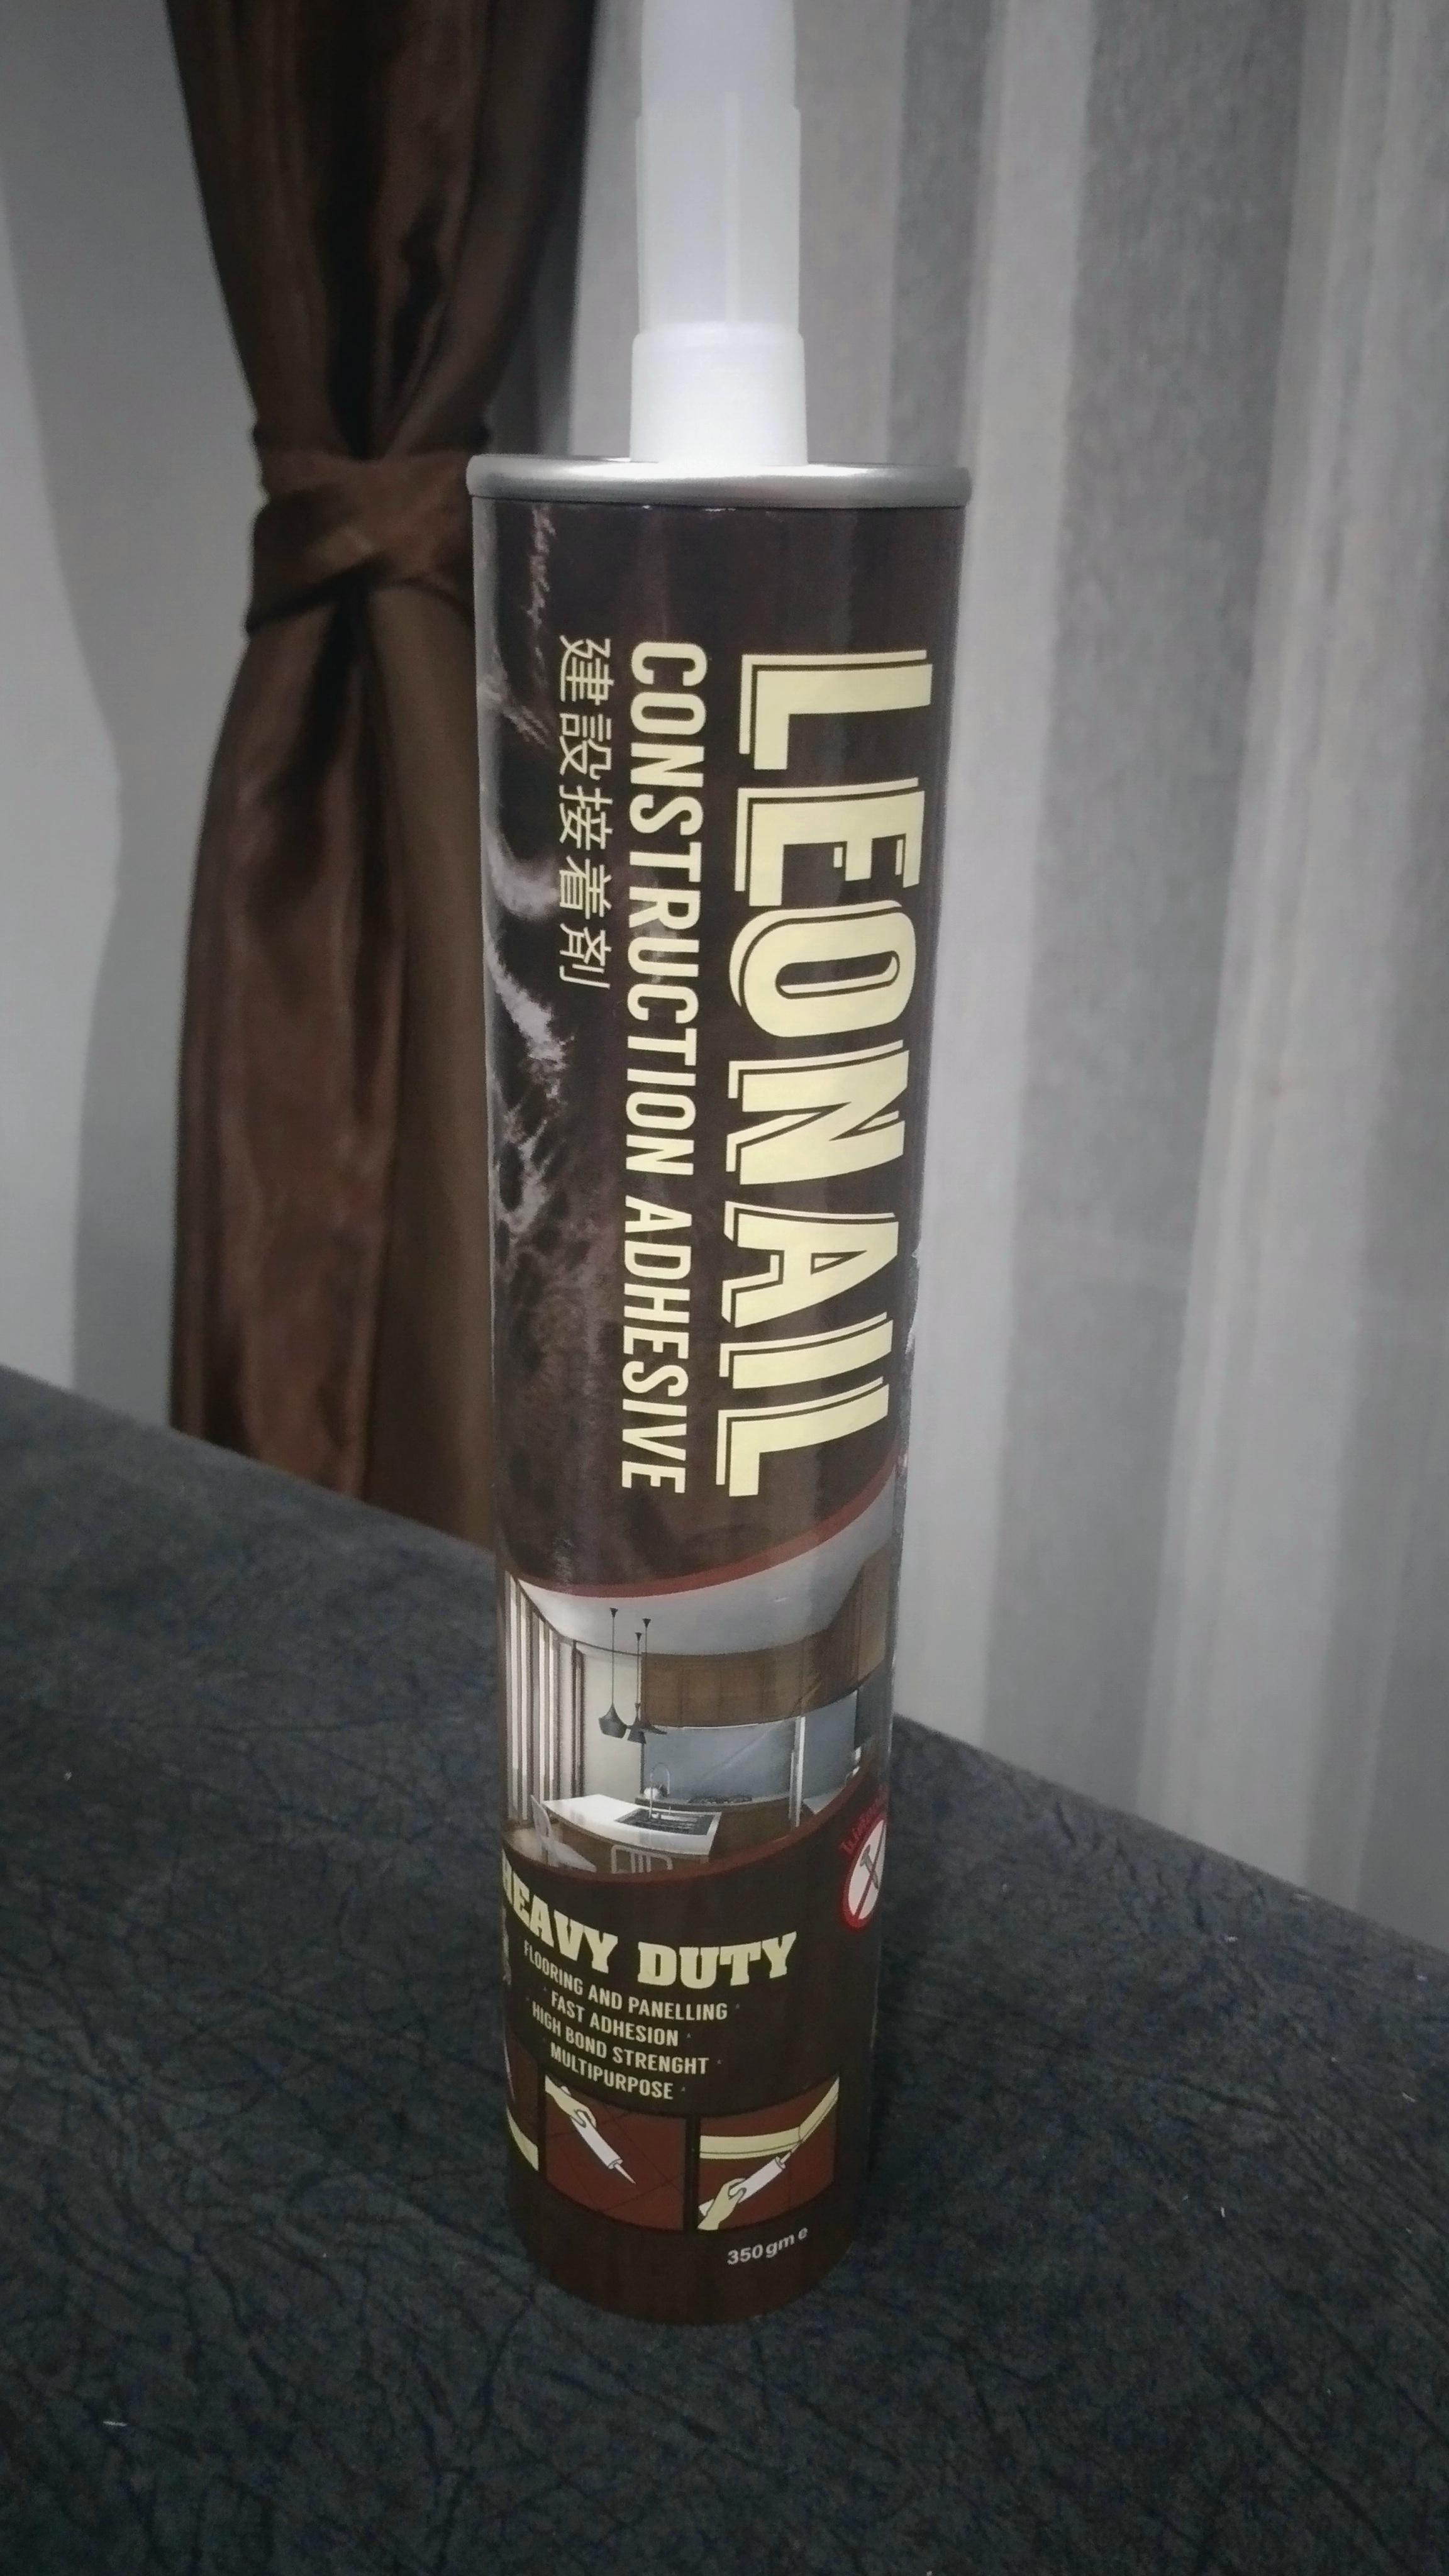 LEONAIL
CONSTRUCTION ADHESIVE
建設接着剤
HEAVY DUTY
FLOORING AND PANELLING
FAST ADHESION
HIGH BOND STRENGHT
MULTIPURPOSE
350gm e